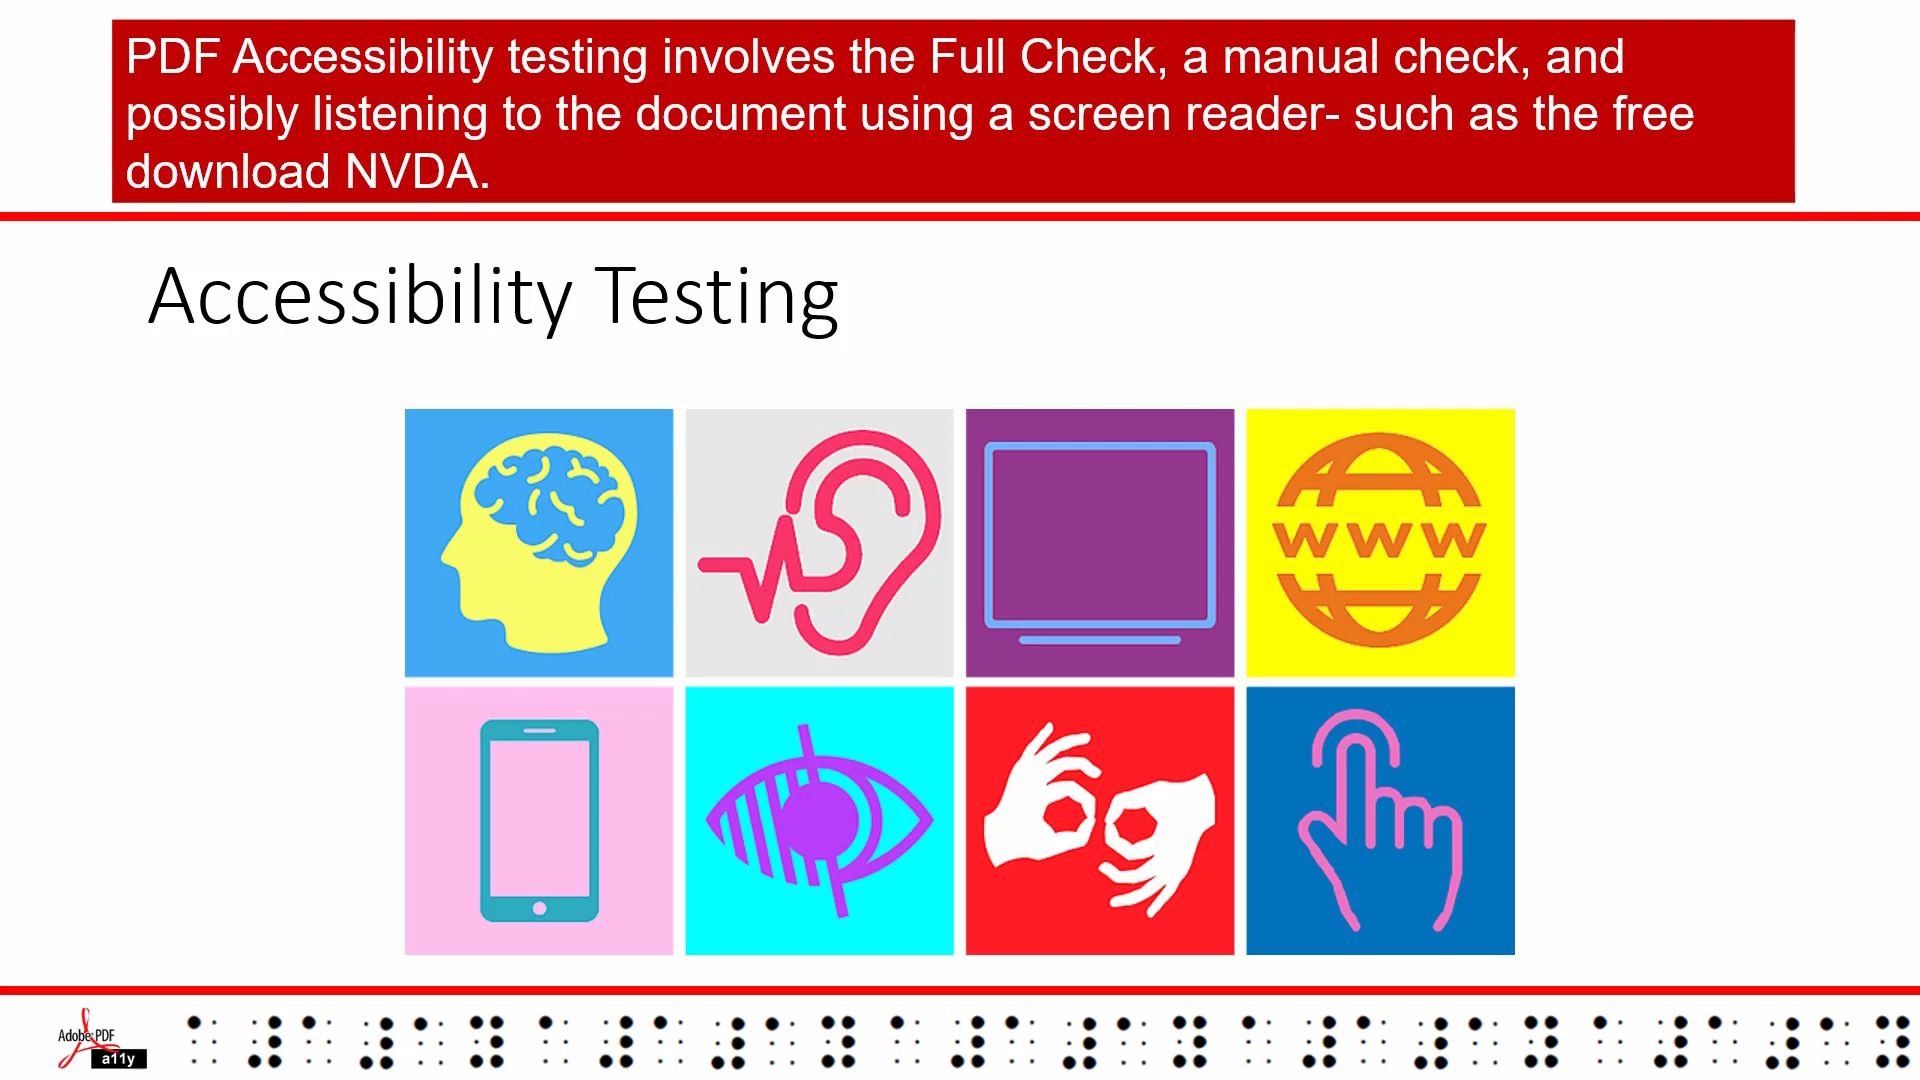 PDF Accessibility testing involves the Full Check, a manual check, and
possibly listening to the document using a screen reader- such as the free
download NVDA.
Accessibility Testing
www
Adobe PDF
a11y